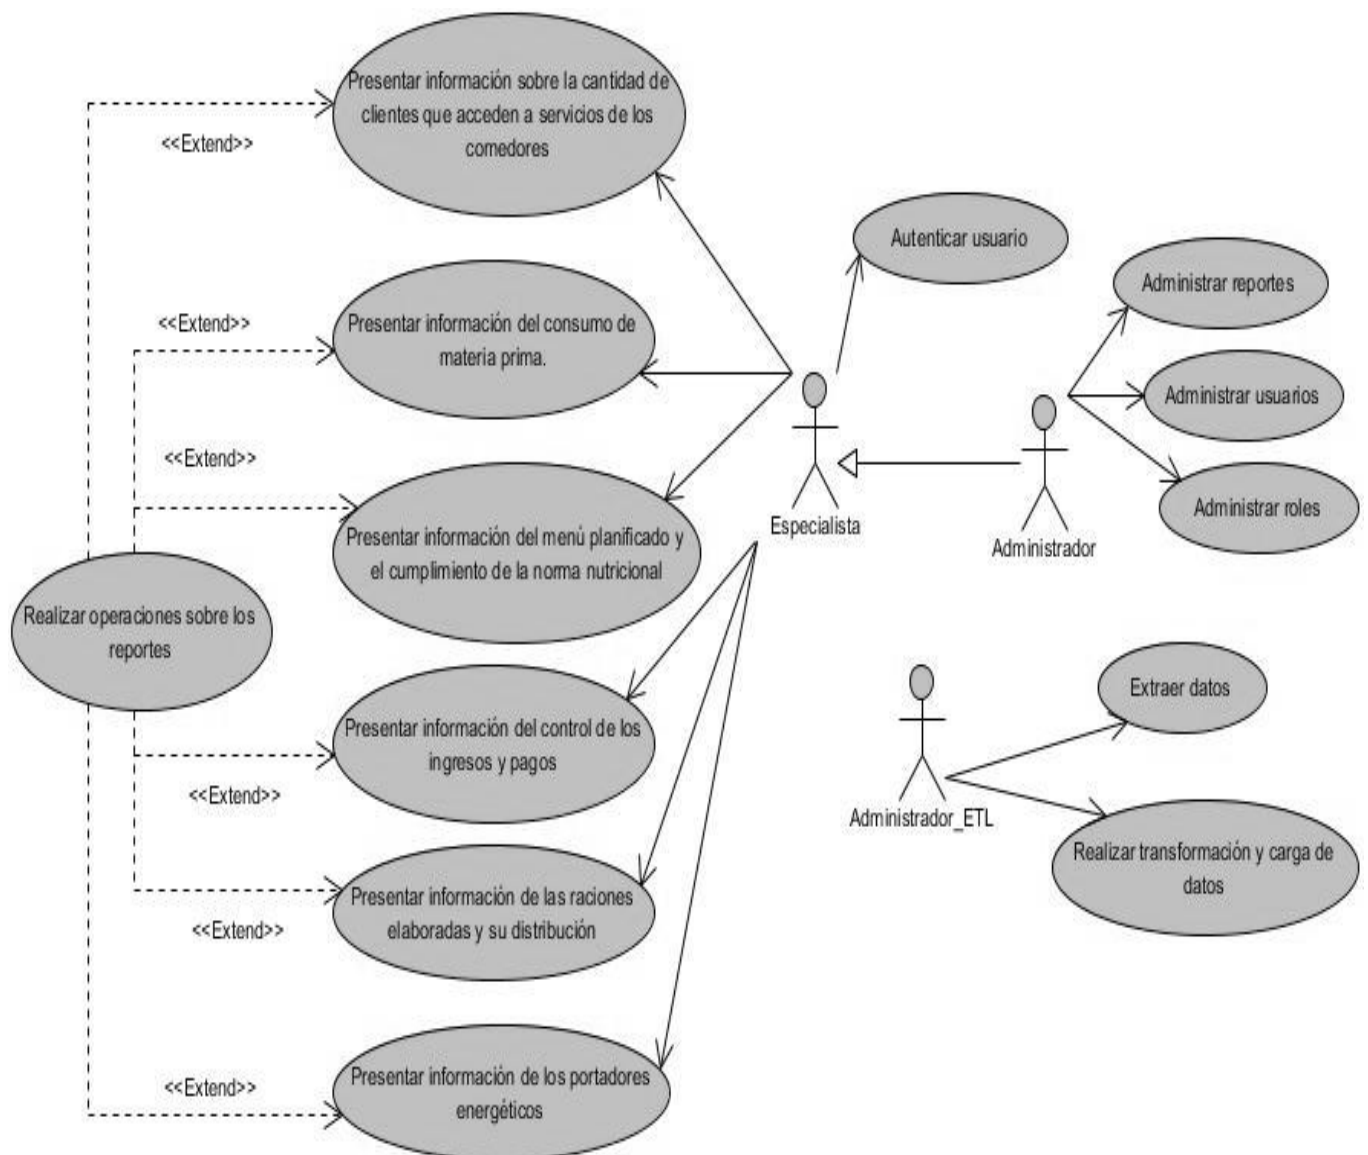 Presentar información sobre la cantidad de
clientes que acceden a servicios de los
comedores
<<Extend>>
Autenticar usuario
Administrar reportes
<<Extend>>
Presentar información del consumo de
materia prima.
Administrar usuarios
<<Extend>>
Administrar roles
Especialista
Administrador
Presentar información del menú planificado y
el cumplimiento de la norma nutricional
Realizar operaciones sobre los
reportes
Extraer datos
Presentar información del control de los
ingresos y pagos
<<Extend>>
Administrador_ETL
Realizar transformación y carga de
datos
Presentar información de las raciones
elaboradas y su distribución
<<Extend>>
Presentar información de los portadores
energéticos
<<Extend>>